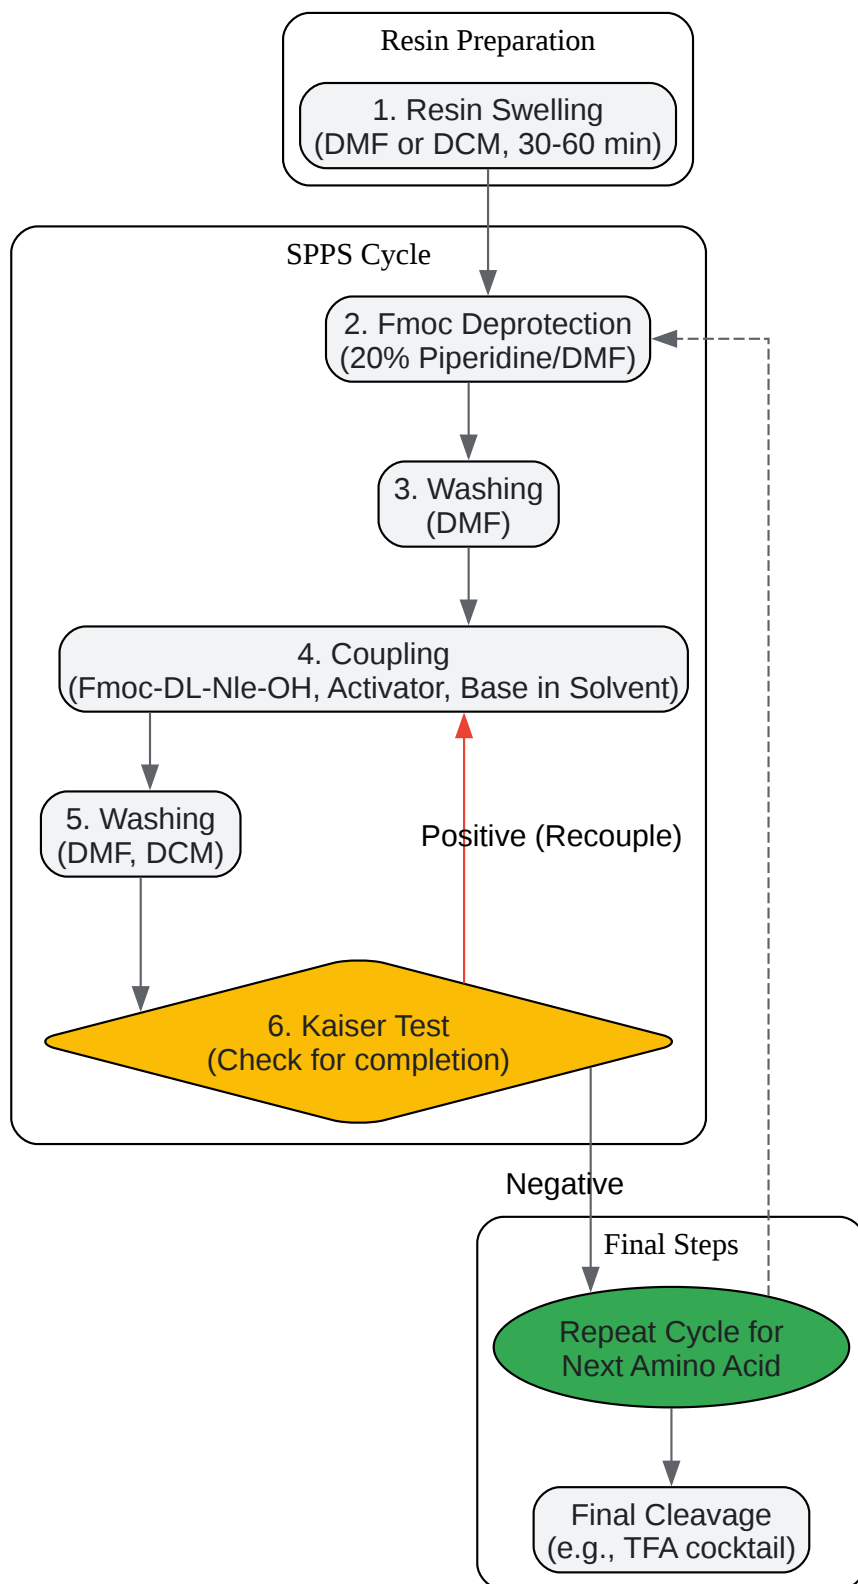 Resin Preparation
1. Resin Swelling
(DMF or DCM, 30-60 min)
SPPS Cycle
2. Fmoc Deprotection
(20% Piperidine/DMF)
3. Washing
(DMF)
4. Coupling
(Fmoc-DL-Nle-OH, Activator, Base in Solvent)
5. Washing
(DMF, DCM)
Positive (Recouple)
6. Kaiser Test
(Check for completion)
Negative
Final Steps
Repeat Cycle for
Next Amino Acid
Final Cleavage
(e.g., TFA cocktail)